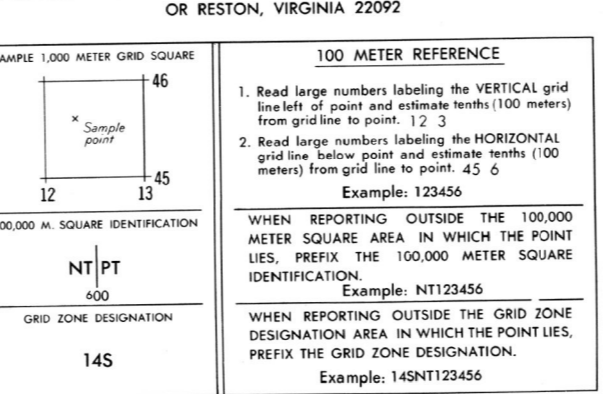 OR RESTON, VIRGINIA 22092
AMPLE 1,000 METER GRID SQUARE
46
× Sample
point
45
12 13
00,000 M. SQUARE IDENTIFICATION
NT PT
600
GRID ZONE DESIGNATION
14S
100 METER REFERENCE
1. Read large numbers labeling the VERTICAL grid
line left of point and estimate tenths (100 meters)
from grid line to point. 12 3
2. Read large numbers labeling the HORIZONTAL
grid line below point and estimate tenths (100
meters) from grid line to point. 45 6
Example: 123456
WHEN REPORTING OUTSIDE THE 100,000
METER SQUARE AREA IN WHICH THE POINT
LIES, PREFIX THE 100,000 METER SQUARE
IDENTIFICATION.
Example: NT123456
WHEN REPORTING OUTSIDE THE GRID ZONE
DESIGNATION AREA IN WHICH THE POINT LIES,
PREFIX THE GRID ZONE DESIGNATION.
Example: 14SNT123456